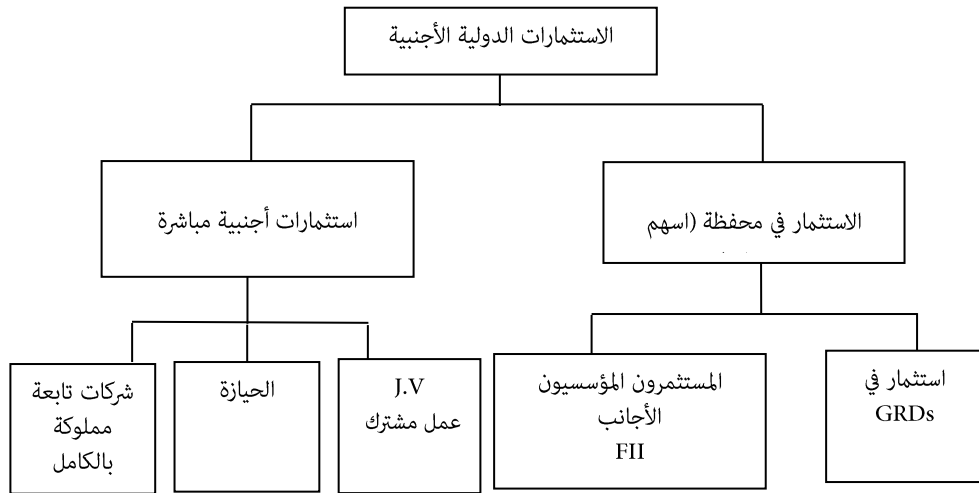 الاستثمارات الدولية الأجنبية
الاستثمار في محفظة (اسهم
استثمارات أجنبية مباشرة
استثمار في
GRDs
المستثمرون المؤسسيون
الأجانب
FII
J.V
عمل مشترك
الحيازة
شركات تابعة
مملوكة
بالكامل